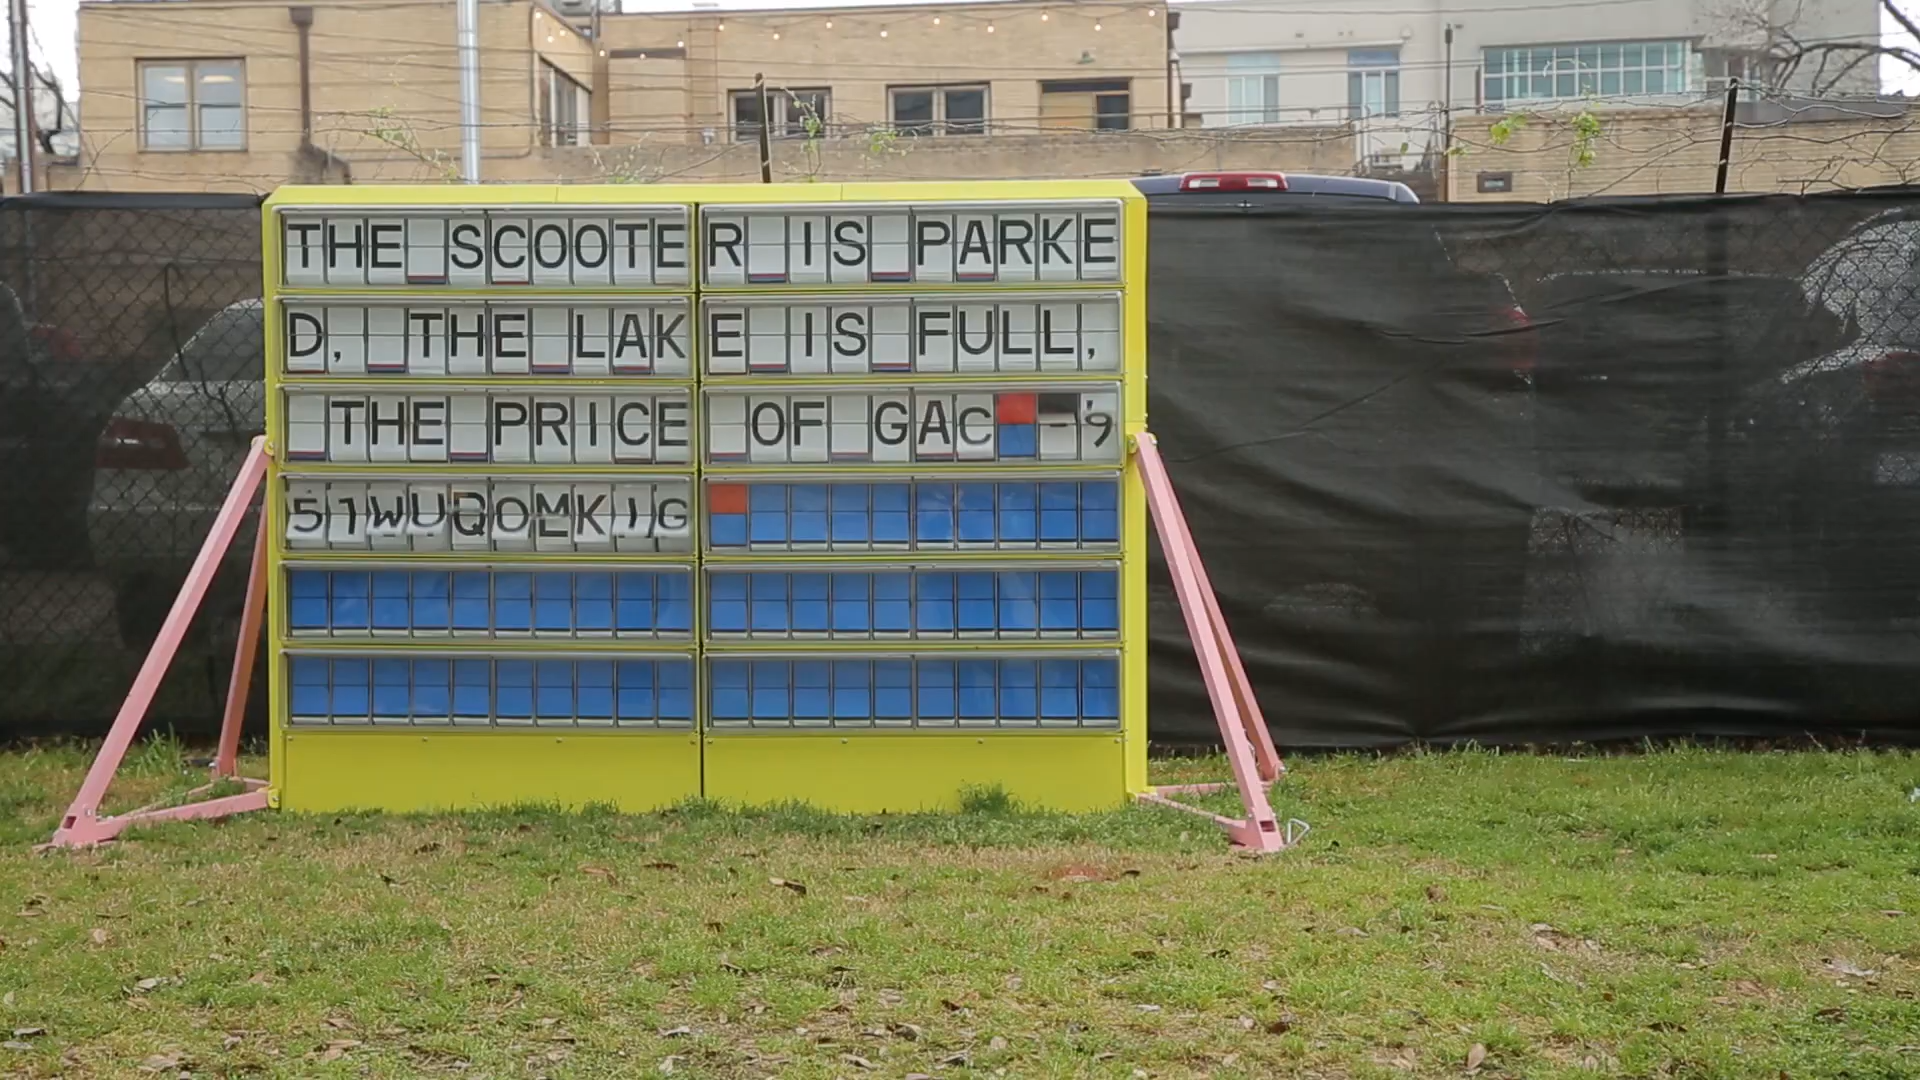 THE SCOOTER IS PARKE
D, THE LAKE IS FULL,
THE PRICE OF GAC